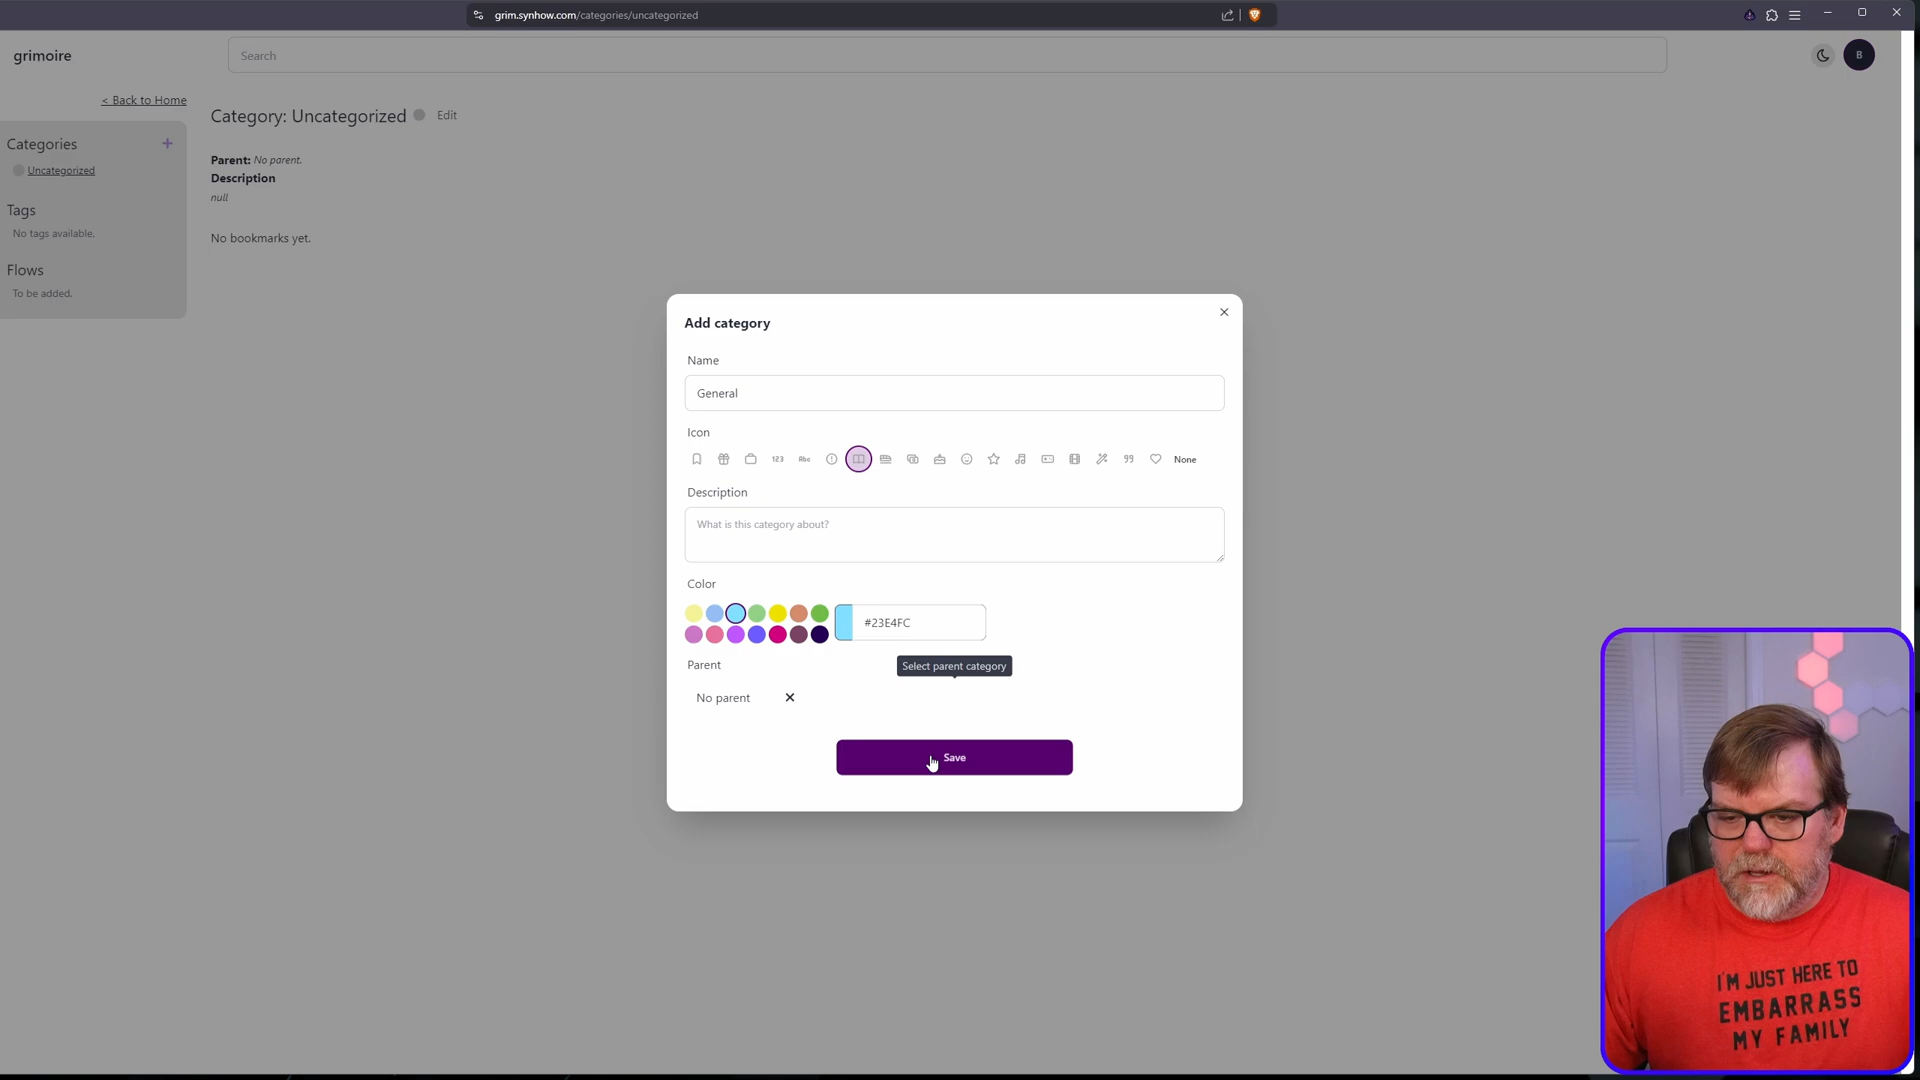 grim.synhow.com/categories/uncategorized
grimoire
Search
B
< Back to Home
Categories
+
Uncategorized
Tags
No tags available.
Flows
To be added.
Category: Uncategorized
Edit
Parent: No parent.
Description
null
No bookmarks yet.
Add category
Name
General
Icon
123
Abc
None
Description
What is this category about?
Color
#23E4FC
Parent
Select parent category
No parent
Save
I'M JUST HERE TO
EMBARRASS
MY FAMILY